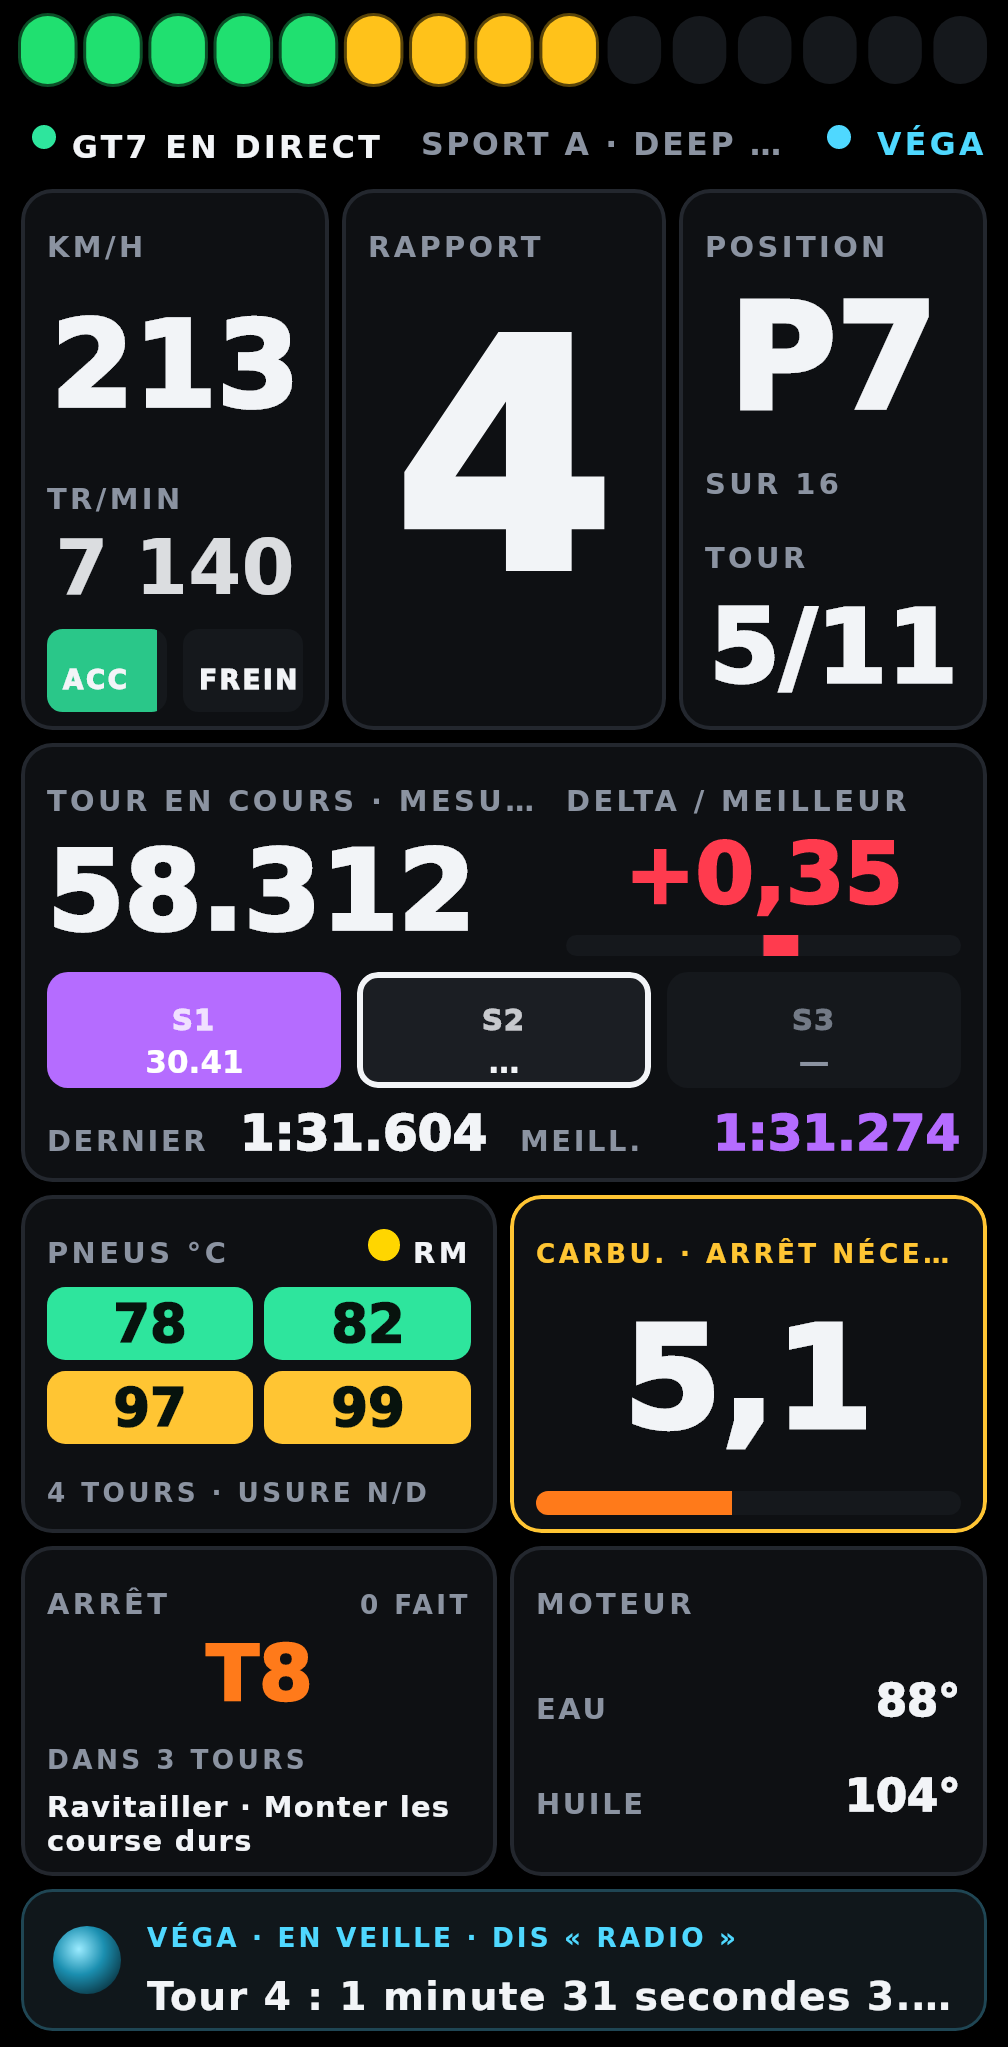 GT7 EN DIRECT SPORT A · DEEP … VÉGA
KM/H
213
TR/MIN
7 140
ACC FREIN
RAPPORT
4
POSITION
P7
SUR 16
TOUR
5/11
TOUR EN COURS · MESU… DELTA / MEILLEUR
58.312 +0,35
S1 S2 S3
30.41 … —
DERNIER 1:31.604 MEILL. 1:31.274
PNEUS °C RM
78 82
97 99
4 TOURS · USURE N/D
CARBU. · ARRÊT NÉCE…
5,1
ARRÊT 0 FAIT
T8
DANS 3 TOURS
Ravitailler · Monter les
course durs
MOTEUR
EAU 88°
HUILE 104°
VÉGA · EN VEILLE · DIS « RADIO »
Tour 4 : 1 minute 31 secondes 3.…